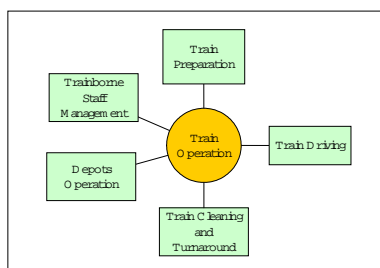 Train
Preparation
Trainborne
Staff
Management
Train
Operation
Train Driving
Depots
Operation
Train Cleaning
and
Turnaround